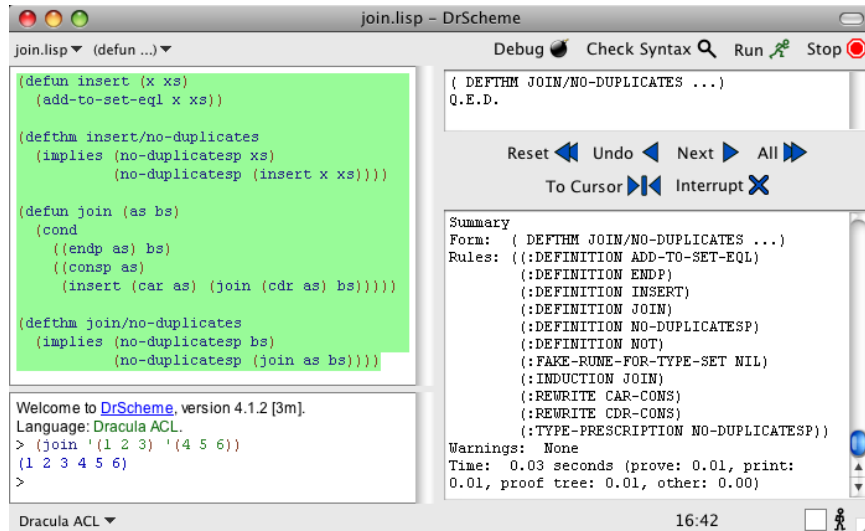 join.lisp – DrScheme
join.lisp (defun ...)
Debug Check Syntax Run Stop
(defun insert (x xs)
  (add-to-set-eql x xs))
(defthm insert/no-duplicates
  (implies (no-duplicatesp xs)
           (no-duplicatesp (insert x xs))))
(defun join (as bs)
  (cond
    ((endp as) bs)
    ((consp as)
     (insert (car as) (join (cdr as) bs)))))
(defthm join/no-duplicates
  (implies (no-duplicatesp bs)
           (no-duplicatesp (join as bs))))
Welcome to DrScheme, version 4.1.2 [3m].
Language: Dracula ACL.
> (join '(1 2 3) '(4 5 6))
(1 2 3 4 5 6)
>
( DEFTHM JOIN/NO-DUPLICATES ...)
Q.E.D.
Reset Undo Next All
To Cursor Interrupt
Summary
Form:  ( DEFTHM JOIN/NO-DUPLICATES ...)
Rules: ((:DEFINITION ADD-TO-SET-EQL)
        (:DEFINITION ENDP)
        (:DEFINITION INSERT)
        (:DEFINITION JOIN)
        (:DEFINITION NO-DUPLICATESP)
        (:DEFINITION NOT)
        (:FAKE-RUNE-FOR-TYPE-SET NIL)
        (:INDUCTION JOIN)
        (:REWRITE CAR-CONS)
        (:REWRITE CDR-CONS)
        (:TYPE-PRESCRIPTION NO-DUPLICATESP))
Warnings:  None
Time:  0.03 seconds (prove: 0.01, print:
0.01, proof tree: 0.01, other: 0.00)
Dracula ACL
16:42